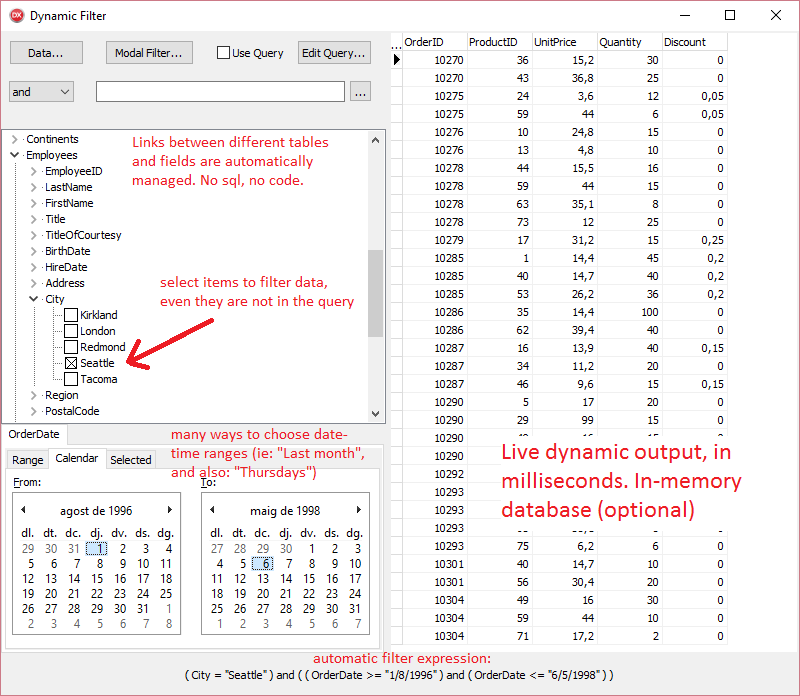 Dynamic Filter
Data...
Modal Filter...
Use Query
Edit Query...
and
...
Continents
Employees
EmployeeID
LastName
FirstName
Title
TitleOfCourtesy
BirthDate
HireDate
Address
City
Kirkland
London
Redmond
Seattle
Tacoma
Region
PostalCode
Links between different tables
and fields are automatically
managed. No sql, no code.
select items to filter data,
even they are not in the query
OrderDate
many ways to choose date-
time ranges (ie: "Last month",
and also: "Thursdays")
Range Calendar Selected
From:
agost de 1996
dl. dt. dc. dj. dv. ds. dg.
29 30 31 1 2 3 4
5 6 7 8 9 10 11
12 13 14 15 16 17 18
19 20 21 22 23 24 25
26 27 28 29 30 31 1
2 3 4 5 6 7 8
To:
maig de 1998
dl. dt. dc. dj. dv. ds. dg.
27 28 29 30 1 2 3
4 5 6 7 8 9 10
11 12 13 14 15 16 17
18 19 20 21 22 23 24
25 26 27 28 29 30 31
1 2 3 4 5 6 7
... OrderID ProductID UnitPrice Quantity Discount
10270 36 15,2 30 0
10270 43 36,8 25 0
10275 24 3,6 12 0,05
10275 59 44 6 0,05
10276 10 24,8 15 0
10276 13 4,8 10 0
10278 44 15,5 16 0
10278 59 44 15 0
10278 63 35,1 8 0
10278 73 12 25 0
10279 17 31,2 15 0,25
10285 1 14,4 45 0,2
10285 40 14,7 40 0,2
10285 53 26,2 36 0,2
10286 35 14,4 100 0
10286 62 39,4 40 0
10287 16 13,9 40 0,15
10287 34 11,2 20 0
10287 46 9,6 15 0,15
10290 5 17 20 0
10290 29 99 15 0
10290
10290
10292
10293
10293
10293
10293 75 6,2 6 0
10301 40 14,7 10 0
10301 56 30,4 20 0
10304 49 16 30 0
10304 59 44 10 0
10304 71 17,2 2 0
Live dynamic output, in
milliseconds. In-memory
database (optional)
automatic filter expression:
( City = "Seattle" ) and ( ( OrderDate >= "1/8/1996" ) and ( OrderDate <= "6/5/1998" ) )